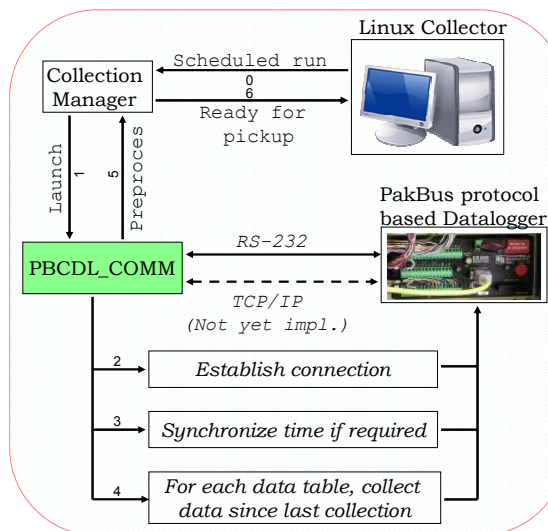 Linux Collector
Scheduled run
0
6
Ready for
pickup
Collection
Manager
Launch
1
5
Preproces
PakBus protocol
based Datalogger
PBCDL_COMM
RS-232
TCP/IP
(Not yet impl.)
2
Establish connection
3
Synchronize time if required
4
For each data table, collect
data since last collection